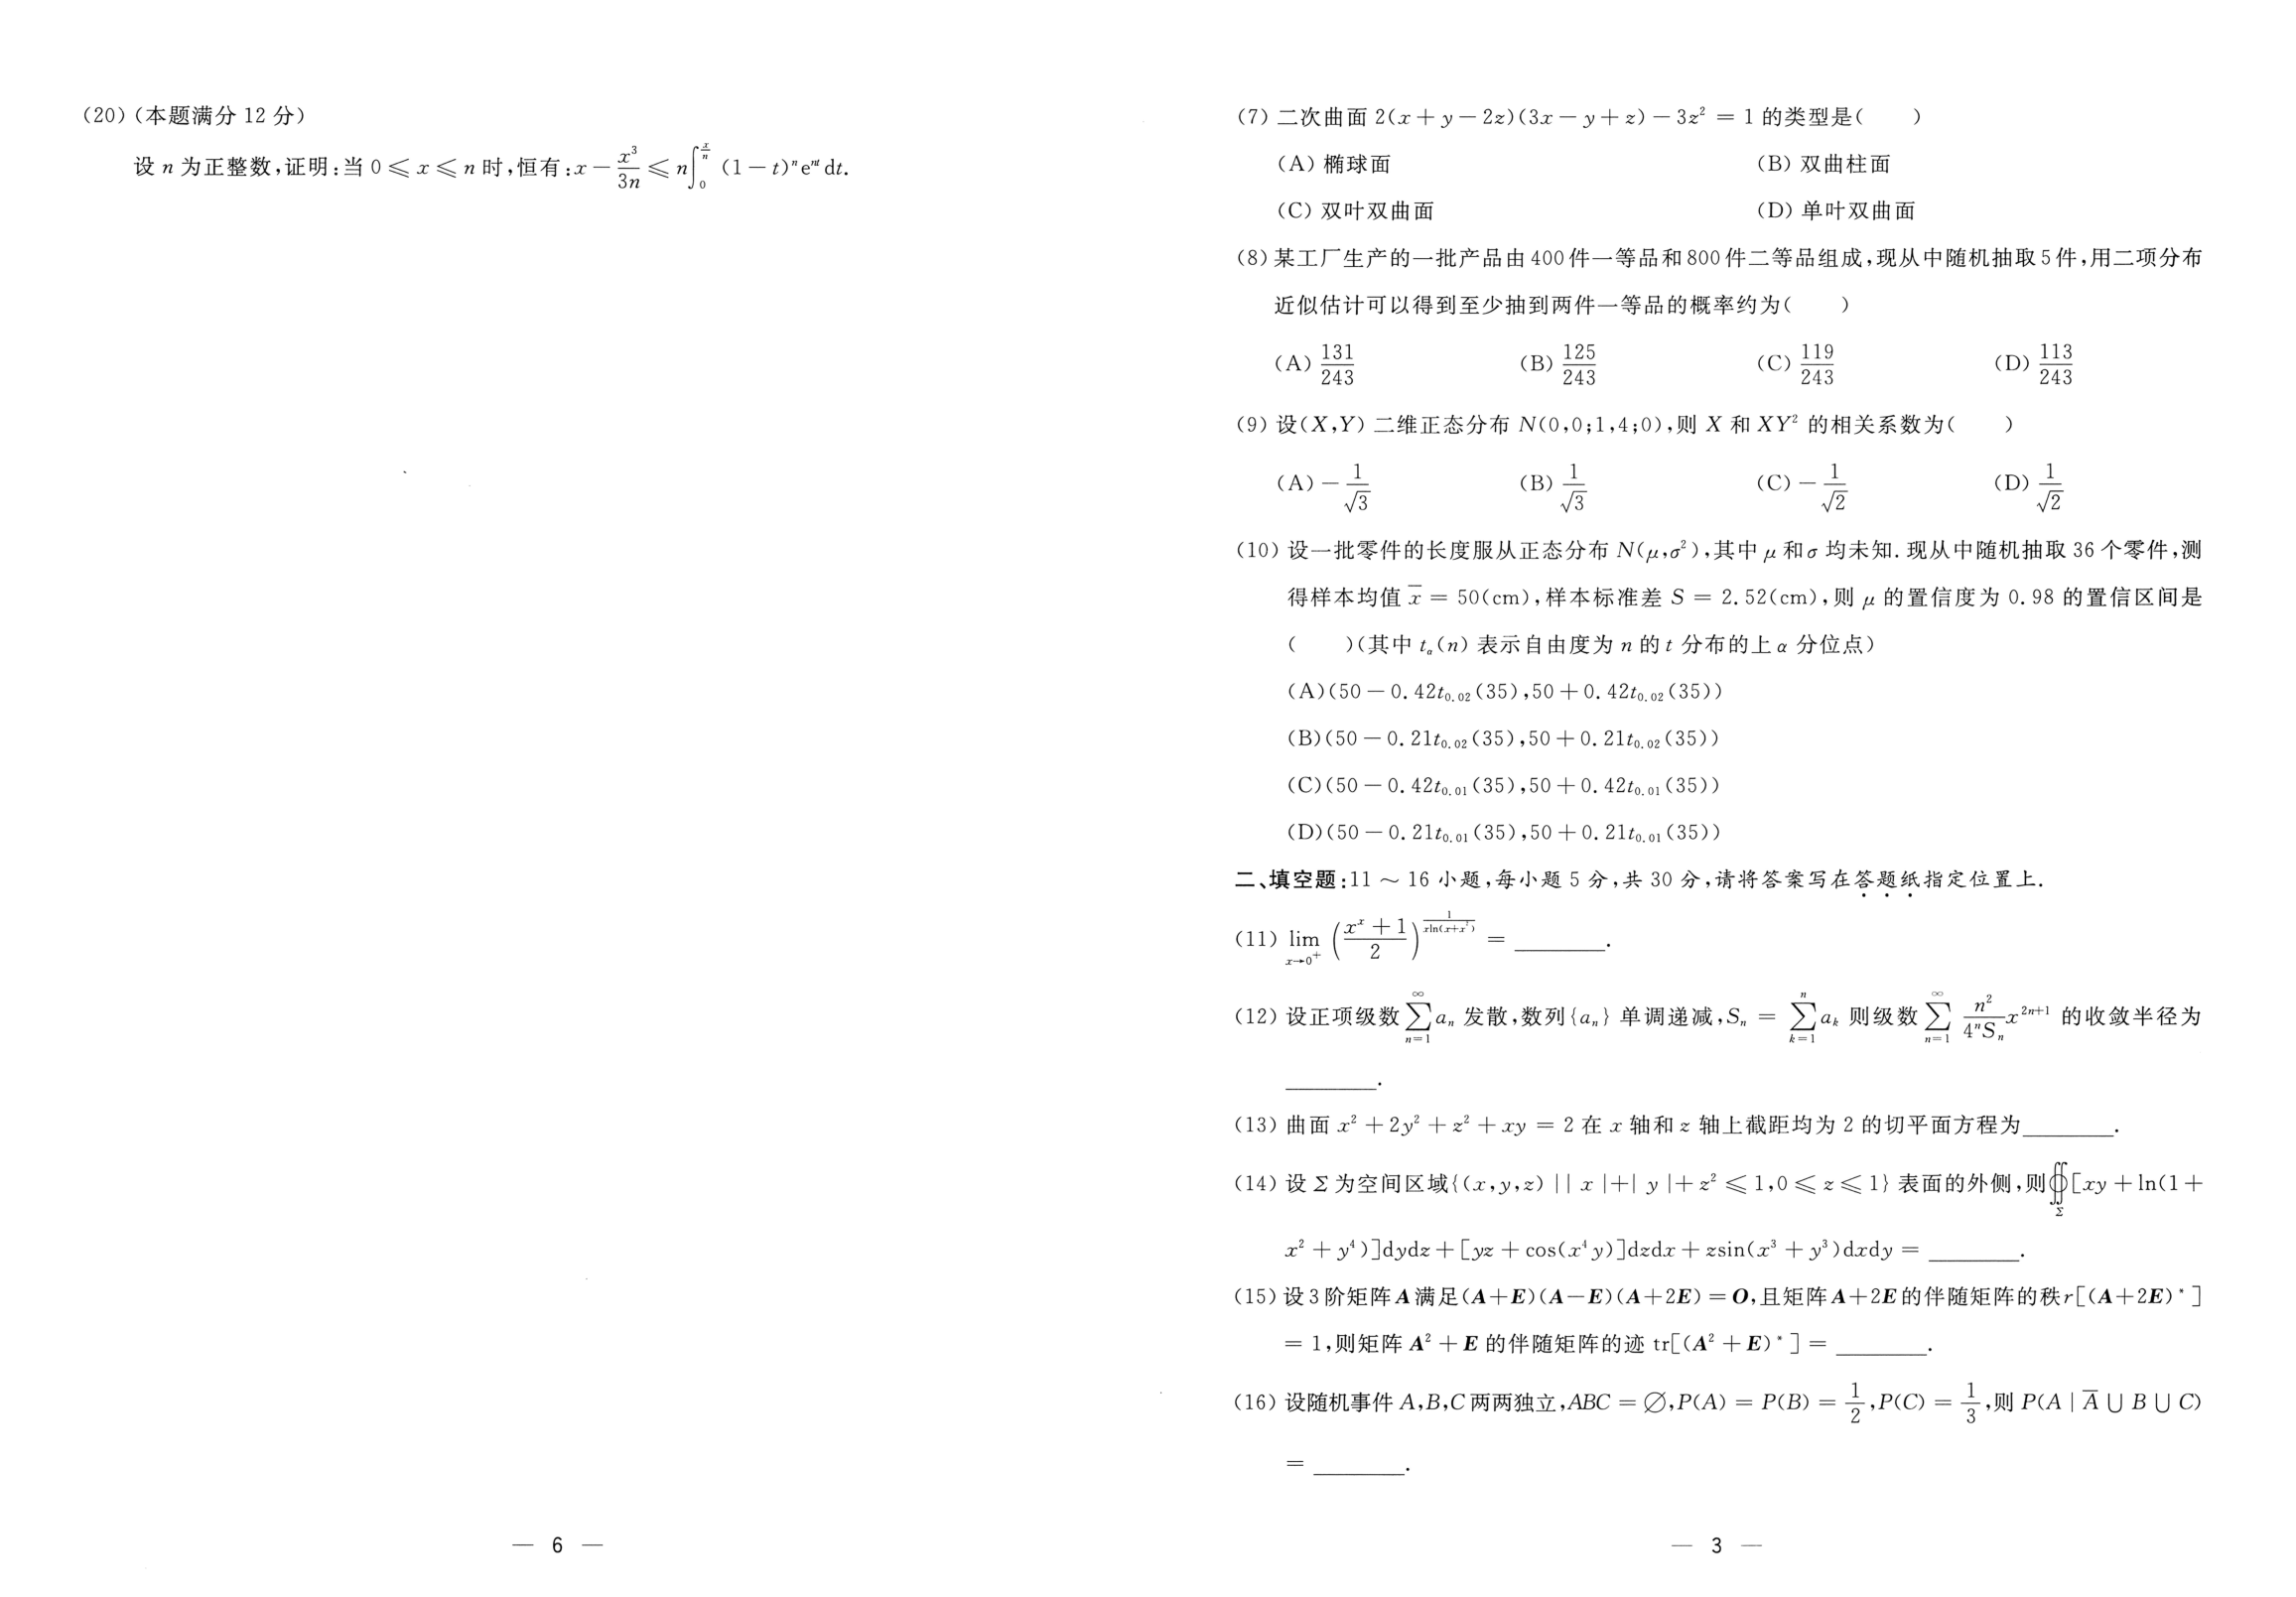 (20)(本题满分 12 分)
设 n 为正整数,证明:当 0 ⩽ x ⩽ n 时,恒有:x − x³/3n ⩽ n∫₀^{x/n} (1 − t)ⁿe^{nt}dt.
— 6 —
(7) 二次曲面 2(x + y − 2z)(3x − y + z) − 3z² = 1 的类型是(    )
(A) 椭球面 (B) 双曲柱面
(C) 双叶双曲面 (D) 单叶双曲面
(8) 某工厂生产的一批产品由 400 件一等品和 800 件二等品组成,现从中随机抽取 5 件,用二项分布
近似估计可以得到至少抽到两件一等品的概率约为(    )
(A) 131/243 (B) 125/243 (C) 119/243 (D) 113/243
(9) 设(X,Y) 二维正态分布 N(0,0;1,4;0),则 X 和 XY² 的相关系数为(    )
(A) − 1/√3 (B) 1/√3 (C) − 1/√2 (D) 1/√2
(10) 设一批零件的长度服从正态分布 N(μ,σ²),其中 μ 和 σ 均未知. 现从中随机抽取 36 个零件,测
得样本均值 x̄ = 50(cm),样本标准差 S = 2.52(cm),则 μ 的置信度为 0.98 的置信区间是
(    )(其中 t_α(n) 表示自由度为 n 的 t 分布的上 α 分位点)
(A)(50 − 0.42t_{0.02}(35),50 + 0.42t_{0.02}(35))
(B)(50 − 0.21t_{0.02}(35),50 + 0.21t_{0.02}(35))
(C)(50 − 0.42t_{0.01}(35),50 + 0.42t_{0.01}(35))
(D)(50 − 0.21t_{0.01}(35),50 + 0.21t_{0.01}(35))
二、填空题:11 ～ 16 小题,每小题 5 分,共 30 分,请将答案写在答题纸指定位置上.
(11) lim_{x→0⁺} ((x^x + 1)/2)^{1/(xln(x+x²))} = ________.
(12) 设正项级数 ∑_{n=1}^{∞} a_n 发散,数列{a_n} 单调递减,S_n = ∑_{k=1}^{n} a_k 则级数 ∑_{n=1}^{∞} n²/(4ⁿS_n) x^{2n+1} 的收敛半径为
________.
(13) 曲面 x² + 2y² + z² + xy = 2 在 x 轴和 z 轴上截距均为 2 的切平面方程为________.
(14) 设 Σ 为空间区域{(x,y,z) || x |+| y |+ z² ⩽ 1,0 ⩽ z ⩽ 1} 表面的外侧,则∯_Σ [xy + ln(1 +
x² + y⁴)]dydz + [yz + cos(x⁴y)]dzdx + zsin(x³ + y³)dxdy = ________.
(15) 设 3 阶矩阵 A 满足(A+E)(A−E)(A+2E) = O,且矩阵 A+2E 的伴随矩阵的秩 r[(A+2E)*]
= 1,则矩阵 A² + E 的伴随矩阵的迹 tr[(A² + E)*] = ________.
(16) 设随机事件 A,B,C 两两独立,ABC = ∅,P(A) = P(B) = 1/2,P(C) = 1/3,则 P(A | A̅ ∪ B ∪ C)
= ________.
— 3 —